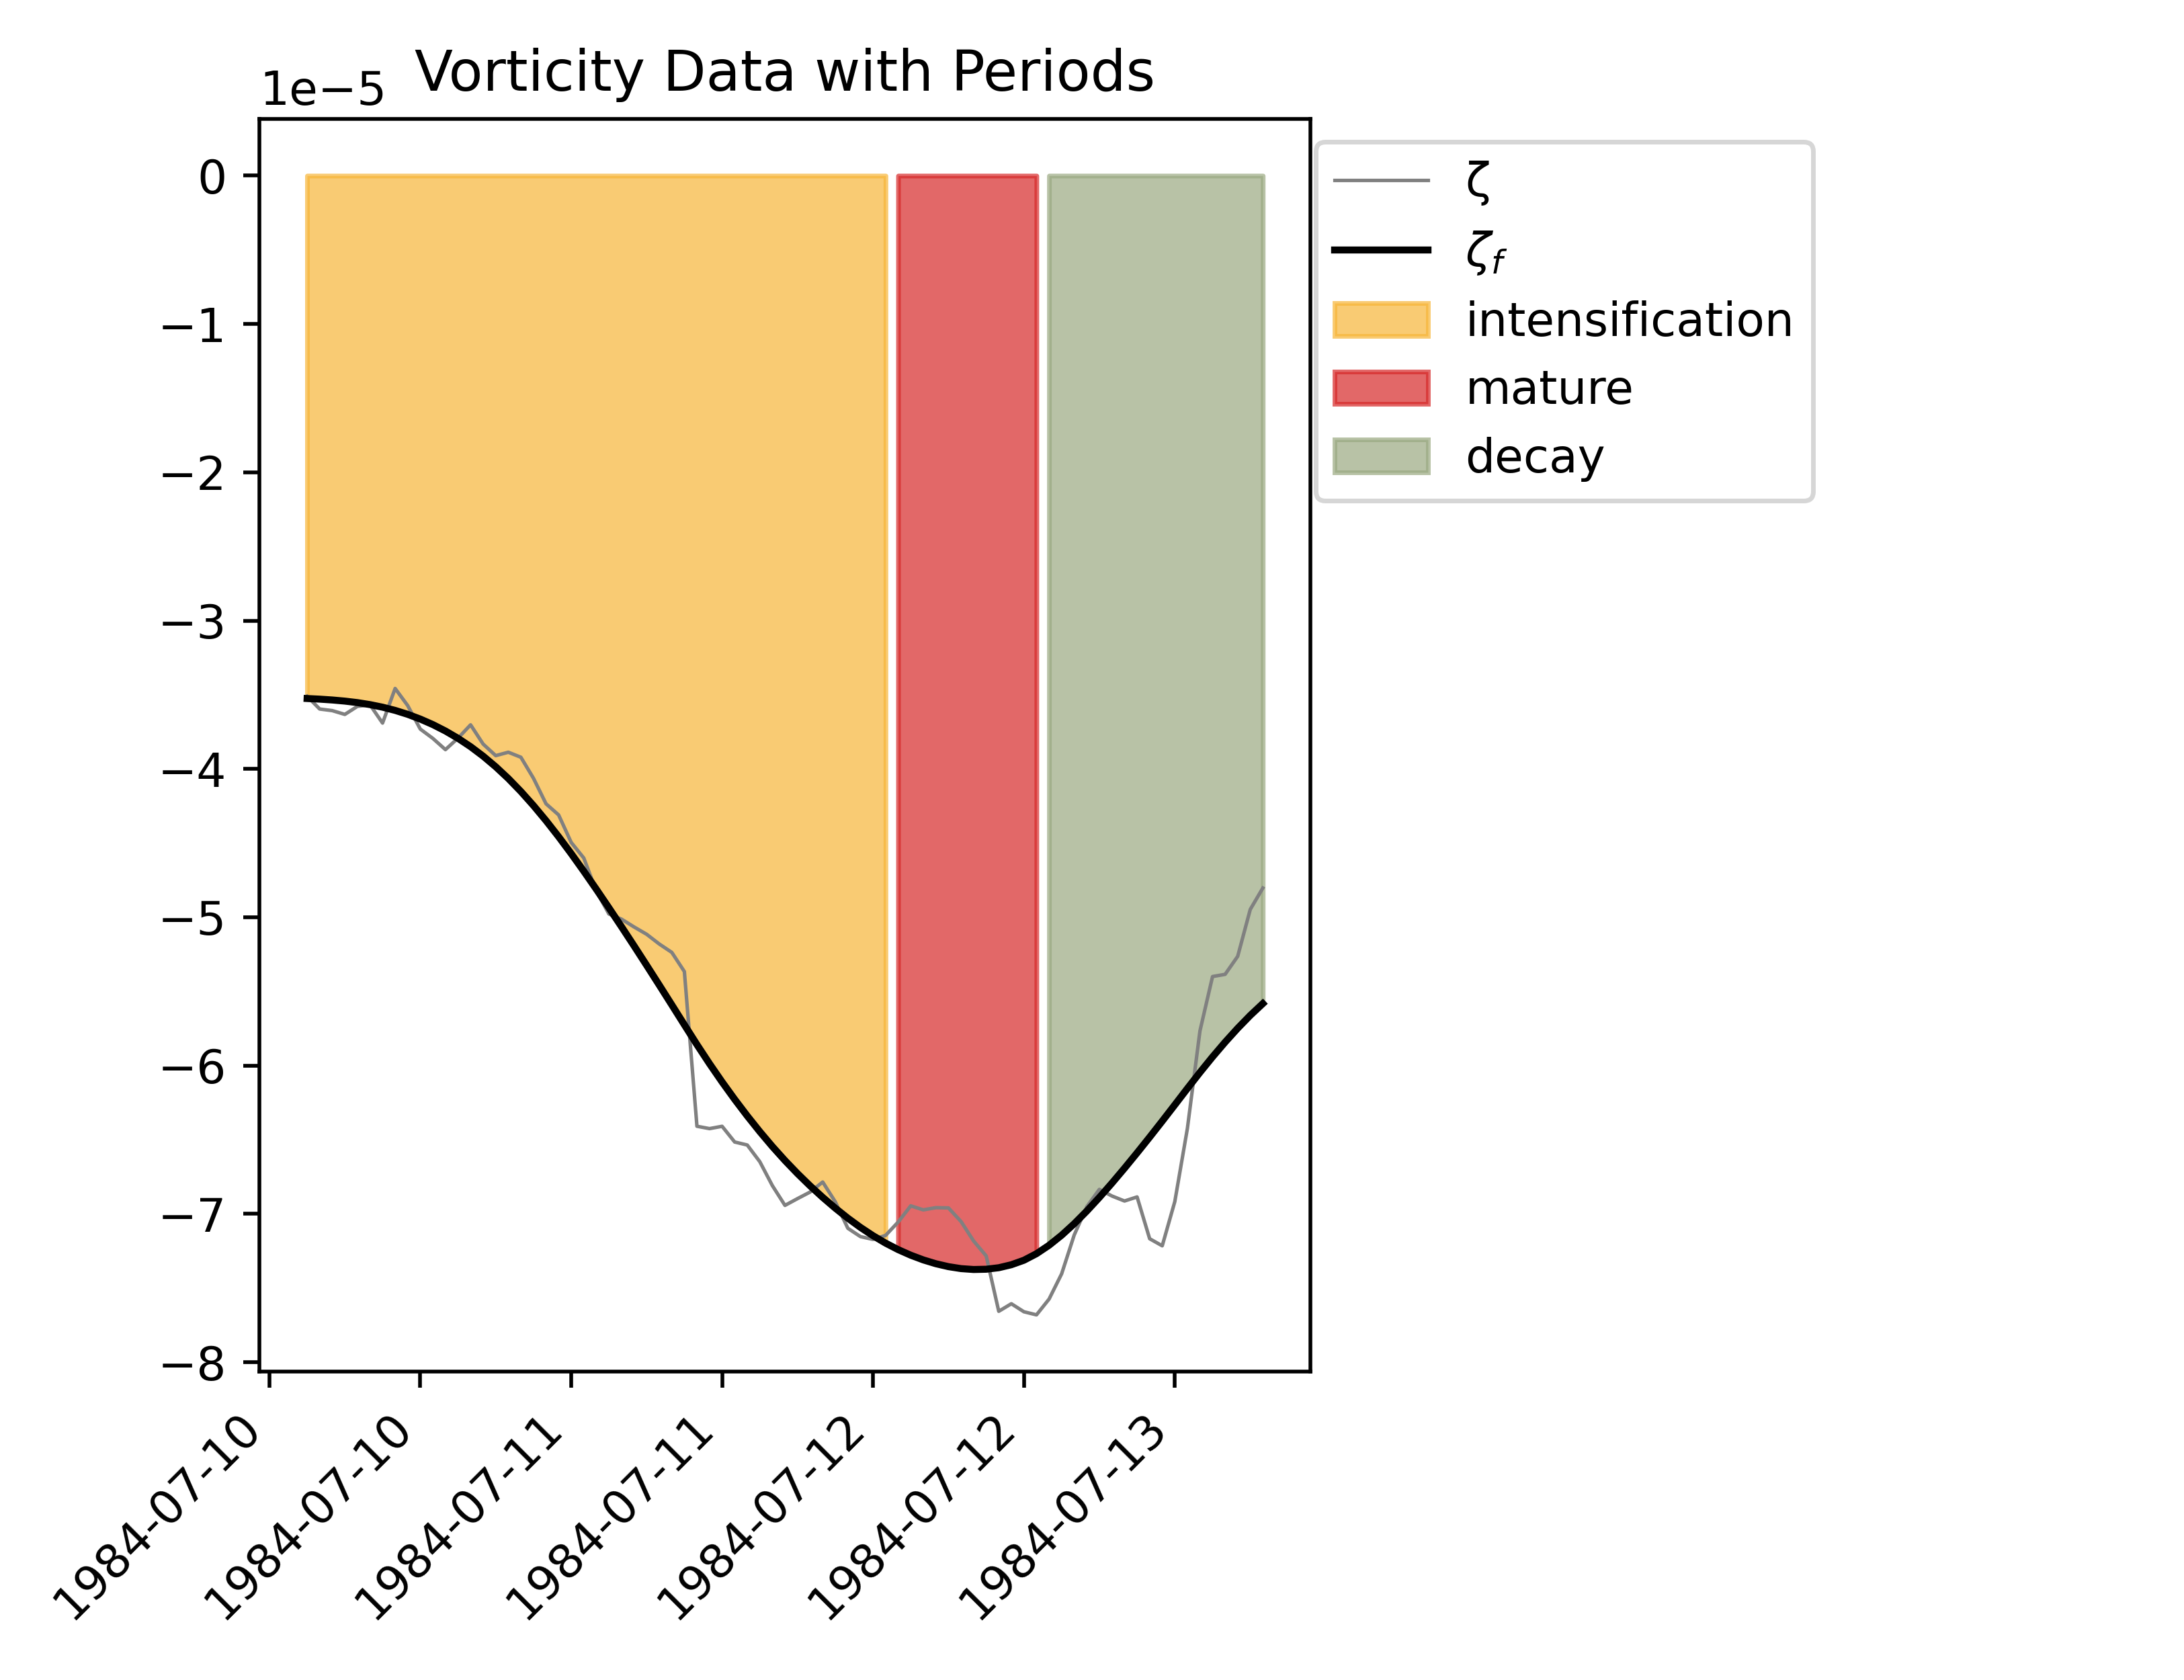 Vorticity Data with Periods
1e−5
0
−1
−2
−3
−4
−5
−6
−7
−8
1984-07-10
1984-07-10
1984-07-11
1984-07-11
1984-07-12
1984-07-12
1984-07-13
ζ
ζf
intensification
mature
decay